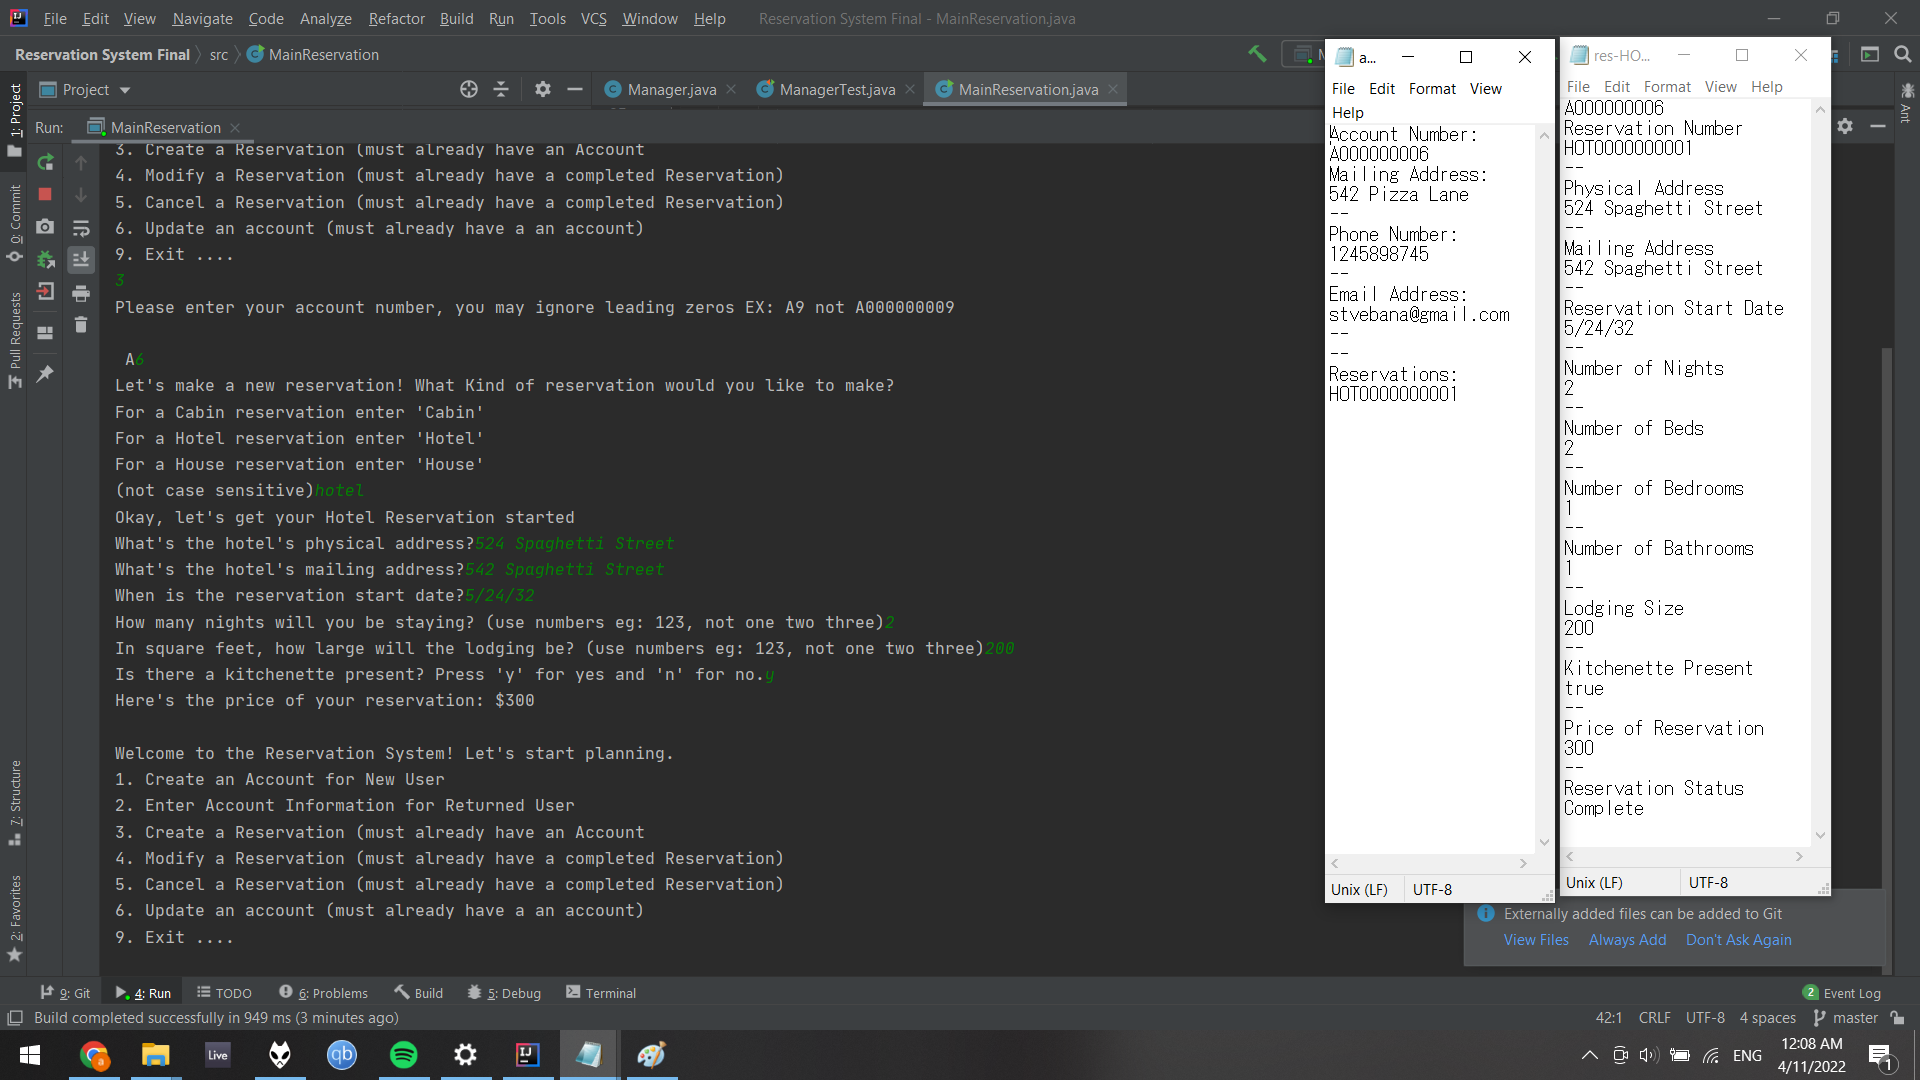 File Edit View Navigate Code Analyze Refactor Build Run Tools VCS Window Help Reservation System Final - MainReservation.java
Reservation System Final src MainReservation
Project Manager.java ManagerTest.java MainReservation.java
Run: MainReservation
3. Create a Reservation (must already have an Account
4. Modify a Reservation (must already have a completed Reservation)
5. Cancel a Reservation (must already have a completed Reservation)
6. Update an account (must already have a an account)
9. Exit ....
3
Please enter your account number, you may ignore leading zeros EX: A9 not A000000009
A6
Let's make a new reservation! What Kind of reservation would you like to make?
For a Cabin reservation enter 'Cabin'
For a Hotel reservation enter 'Hotel'
For a House reservation enter 'House'
(not case sensitive)hotel
Okay, let's get your Hotel Reservation started
What's the hotel's physical address?524 Spaghetti Street
What's the hotel's mailing address?542 Spaghetti Street
When is the reservation start date?5/24/32
How many nights will you be staying? (use numbers eg: 123, not one two three)2
In square feet, how large will the lodging be? (use numbers eg: 123, not one two three)200
Is there a kitchenette present? Press 'y' for yes and 'n' for no.y
Here's the price of your reservation: $300
Welcome to the Reservation System! Let's start planning.
1. Create an Account for New User
2. Enter Account Information for Returned User
3. Create a Reservation (must already have an Account
4. Modify a Reservation (must already have a completed Reservation)
5. Cancel a Reservation (must already have a completed Reservation)
6. Update an account (must already have a an account)
9. Exit ....
a...
File Edit Format View
Help
Account Number:
A000000006
Mailing Address:
542 Pizza Lane
--
Phone Number:
1245898745
--
Email Address:
stvebana@gmail.com
--
--
Reservations:
HOT0000000001
Unix (LF) UTF-8
res-HO...
File Edit Format View Help
A000000006
Reservation Number
HOT0000000001
--
Physical Address
524 Spaghetti Street
--
Mailing Address
542 Spaghetti Street
--
Reservation Start Date
5/24/32
--
Number of Nights
2
--
Number of Beds
2
--
Number of Bedrooms
1
--
Number of Bathrooms
1
--
Lodging Size
200
--
Kitchenette Present
true
--
Price of Reservation
300
--
Reservation Status
Complete
Unix (LF) UTF-8
Externally added files can be added to Git
View Files Always Add Don't Ask Again
1: Project
0: Commit
Pull Requests
7: Structure
2: Favorites
Ant
9: Git 4: Run TODO 6: Problems Build 5: Debug Terminal 2 Event Log
Build completed successfully in 949 ms (3 minutes ago) 42:1 CRLF UTF-8 4 spaces master
Live qb IJ ENG 12:08 AM
4/11/2022 1